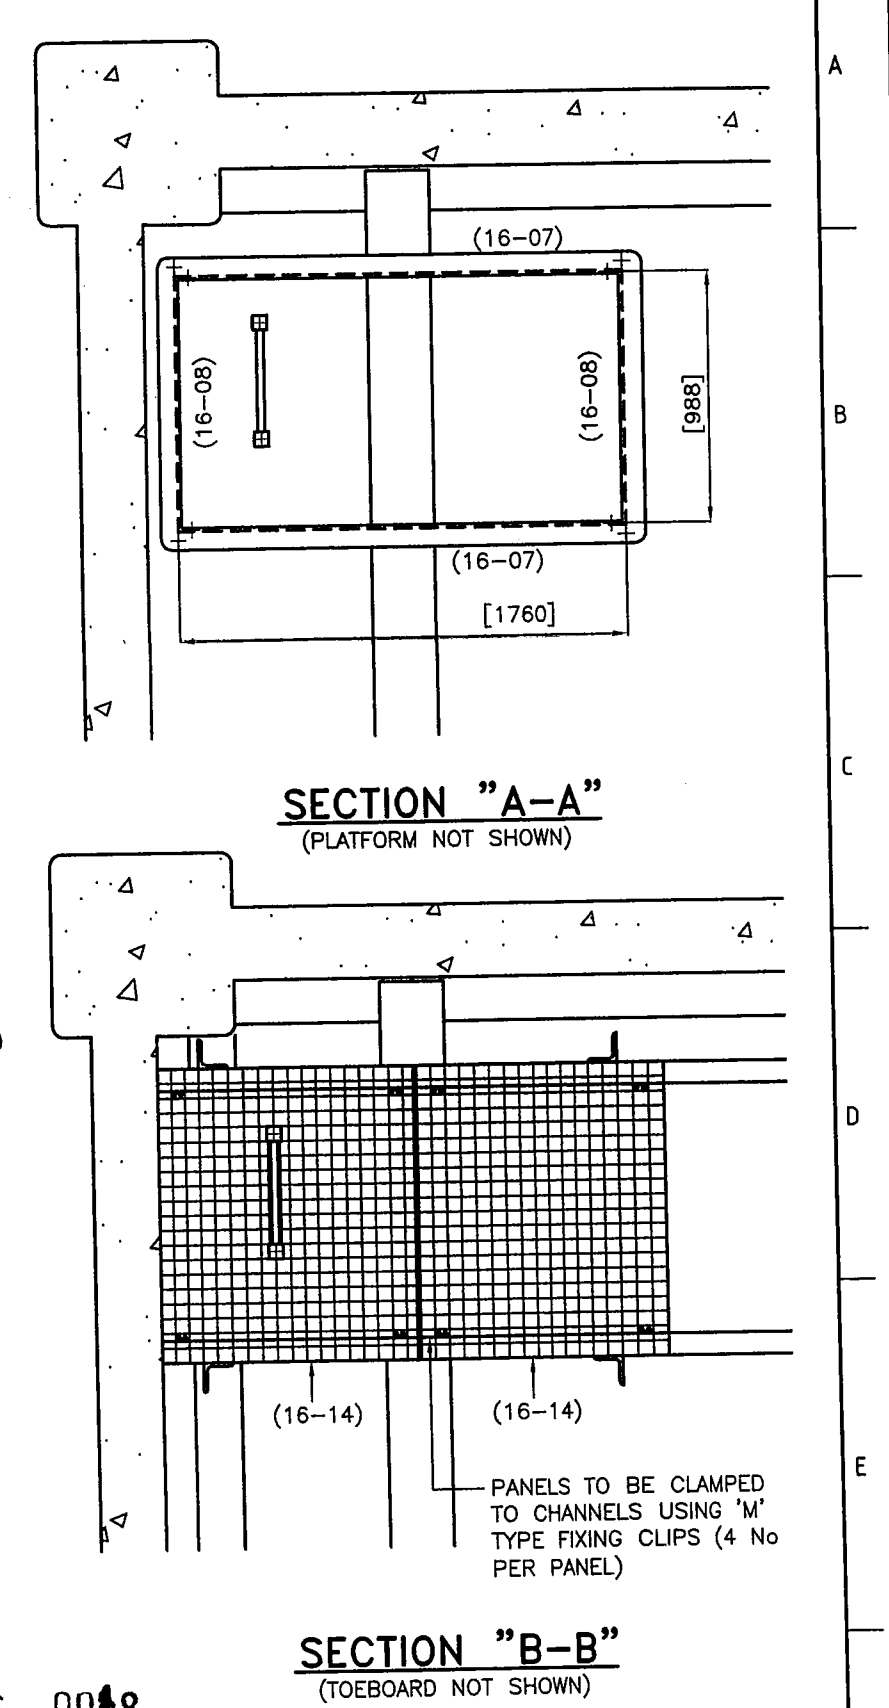 A
(16-07)
(16-08)
(16-08)
[988]
B
(16-07)
[1760]
C
SECTION "A-A"
(PLATFORM NOT SHOWN)
D
(16-14)
(16-14)
E
PANELS TO BE CLAMPED
TO CHANNELS USING 'M'
TYPE FIXING CLIPS (4 No
PER PANEL)
SECTION "B-B"
(TOEBOARD NOT SHOWN)